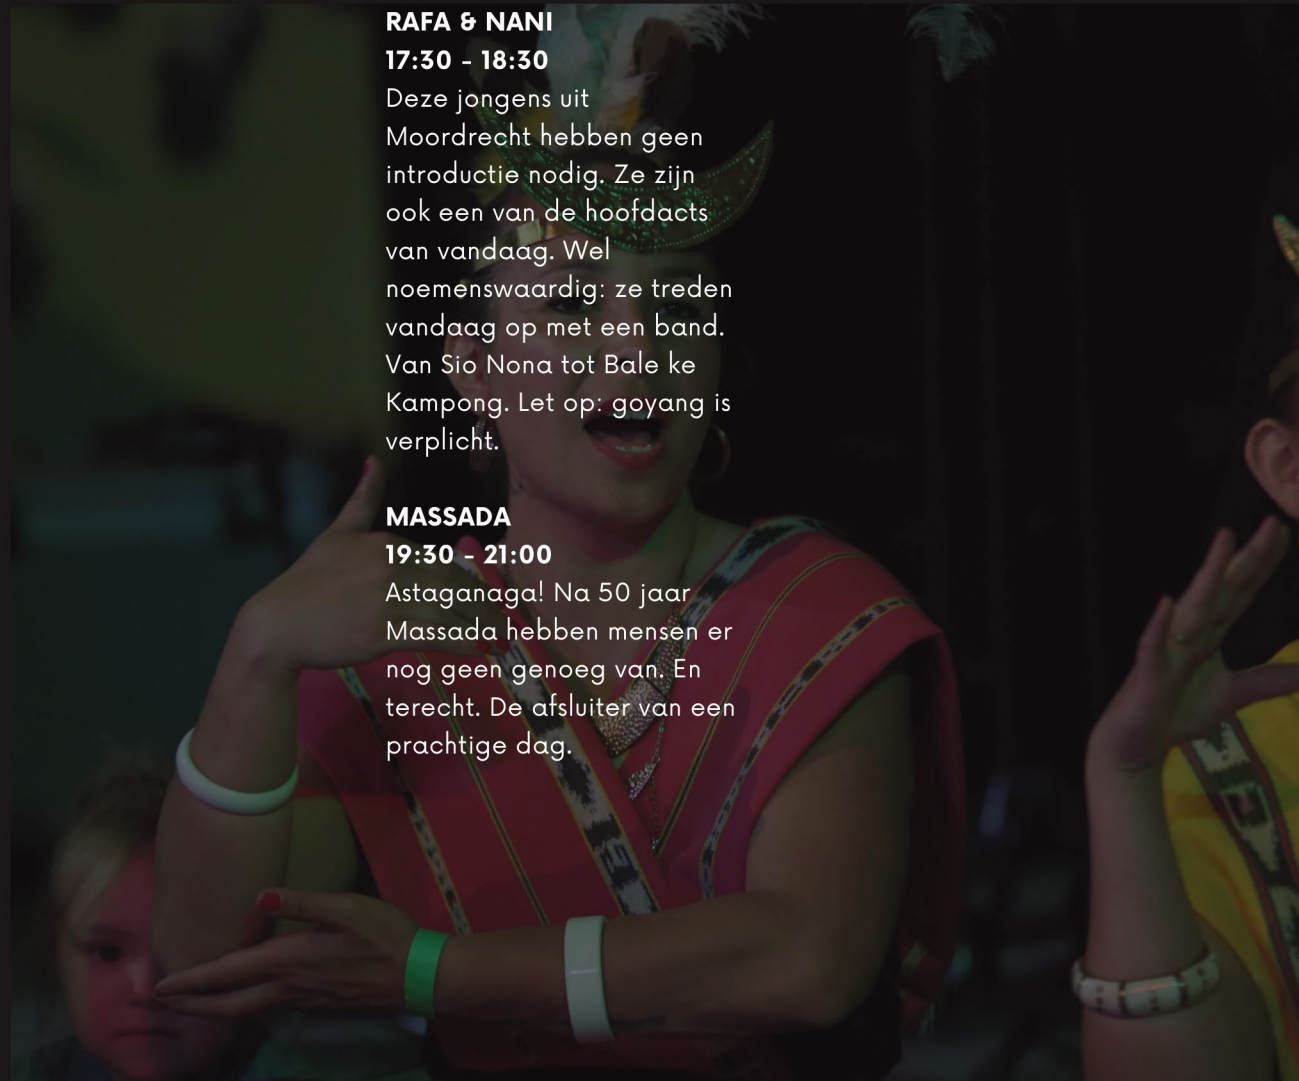 RAFA & NANI
17:30 - 18:30
Deze jongens uit
Moordrecht hebben geen
introductie nodig. Ze zijn
ook een van de hoofdacts
van vandaag. Wel
noemenswaardig: ze treden
vandaag op met een band.
Van Sio Nona tot Bale ke
Kampong. Let op: goyang is
verplicht.
MASSADA
19:30 - 21:00
Astaganaga! Na 50 jaar
Massada hebben mensen er
nog geen genoeg van. En
terecht. De afsluiter van een
prachtige dag.